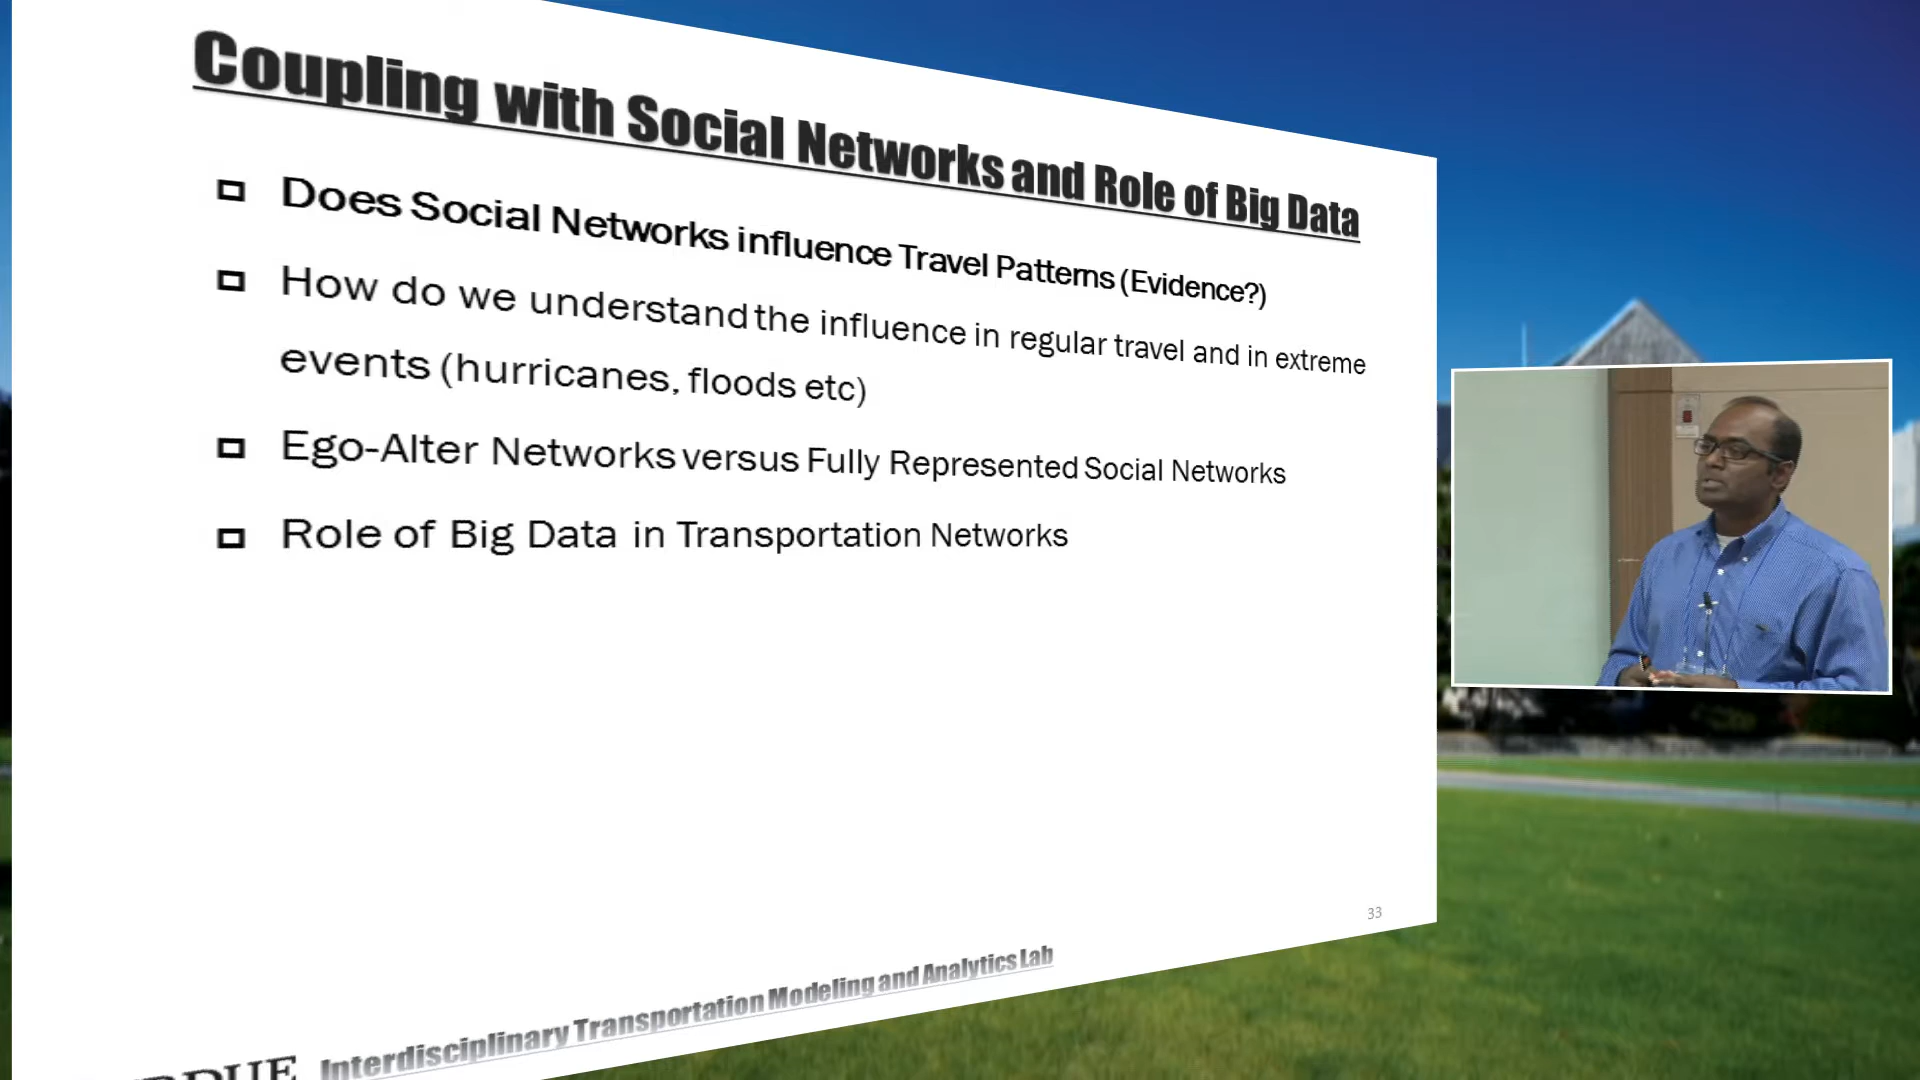 Coupling with Social Networks and Role of Big Data
Does Social Networks influence Travel Patterns (Evidence?)
How do we understand the influence in regular travel and in extreme
events (hurricanes, floods etc)
Ego-Alter Networks versus Fully Represented Social Networks
Role of Big Data in Transportation Networks
33
Interdisciplinary Transportation Modeling and Analytics Lab